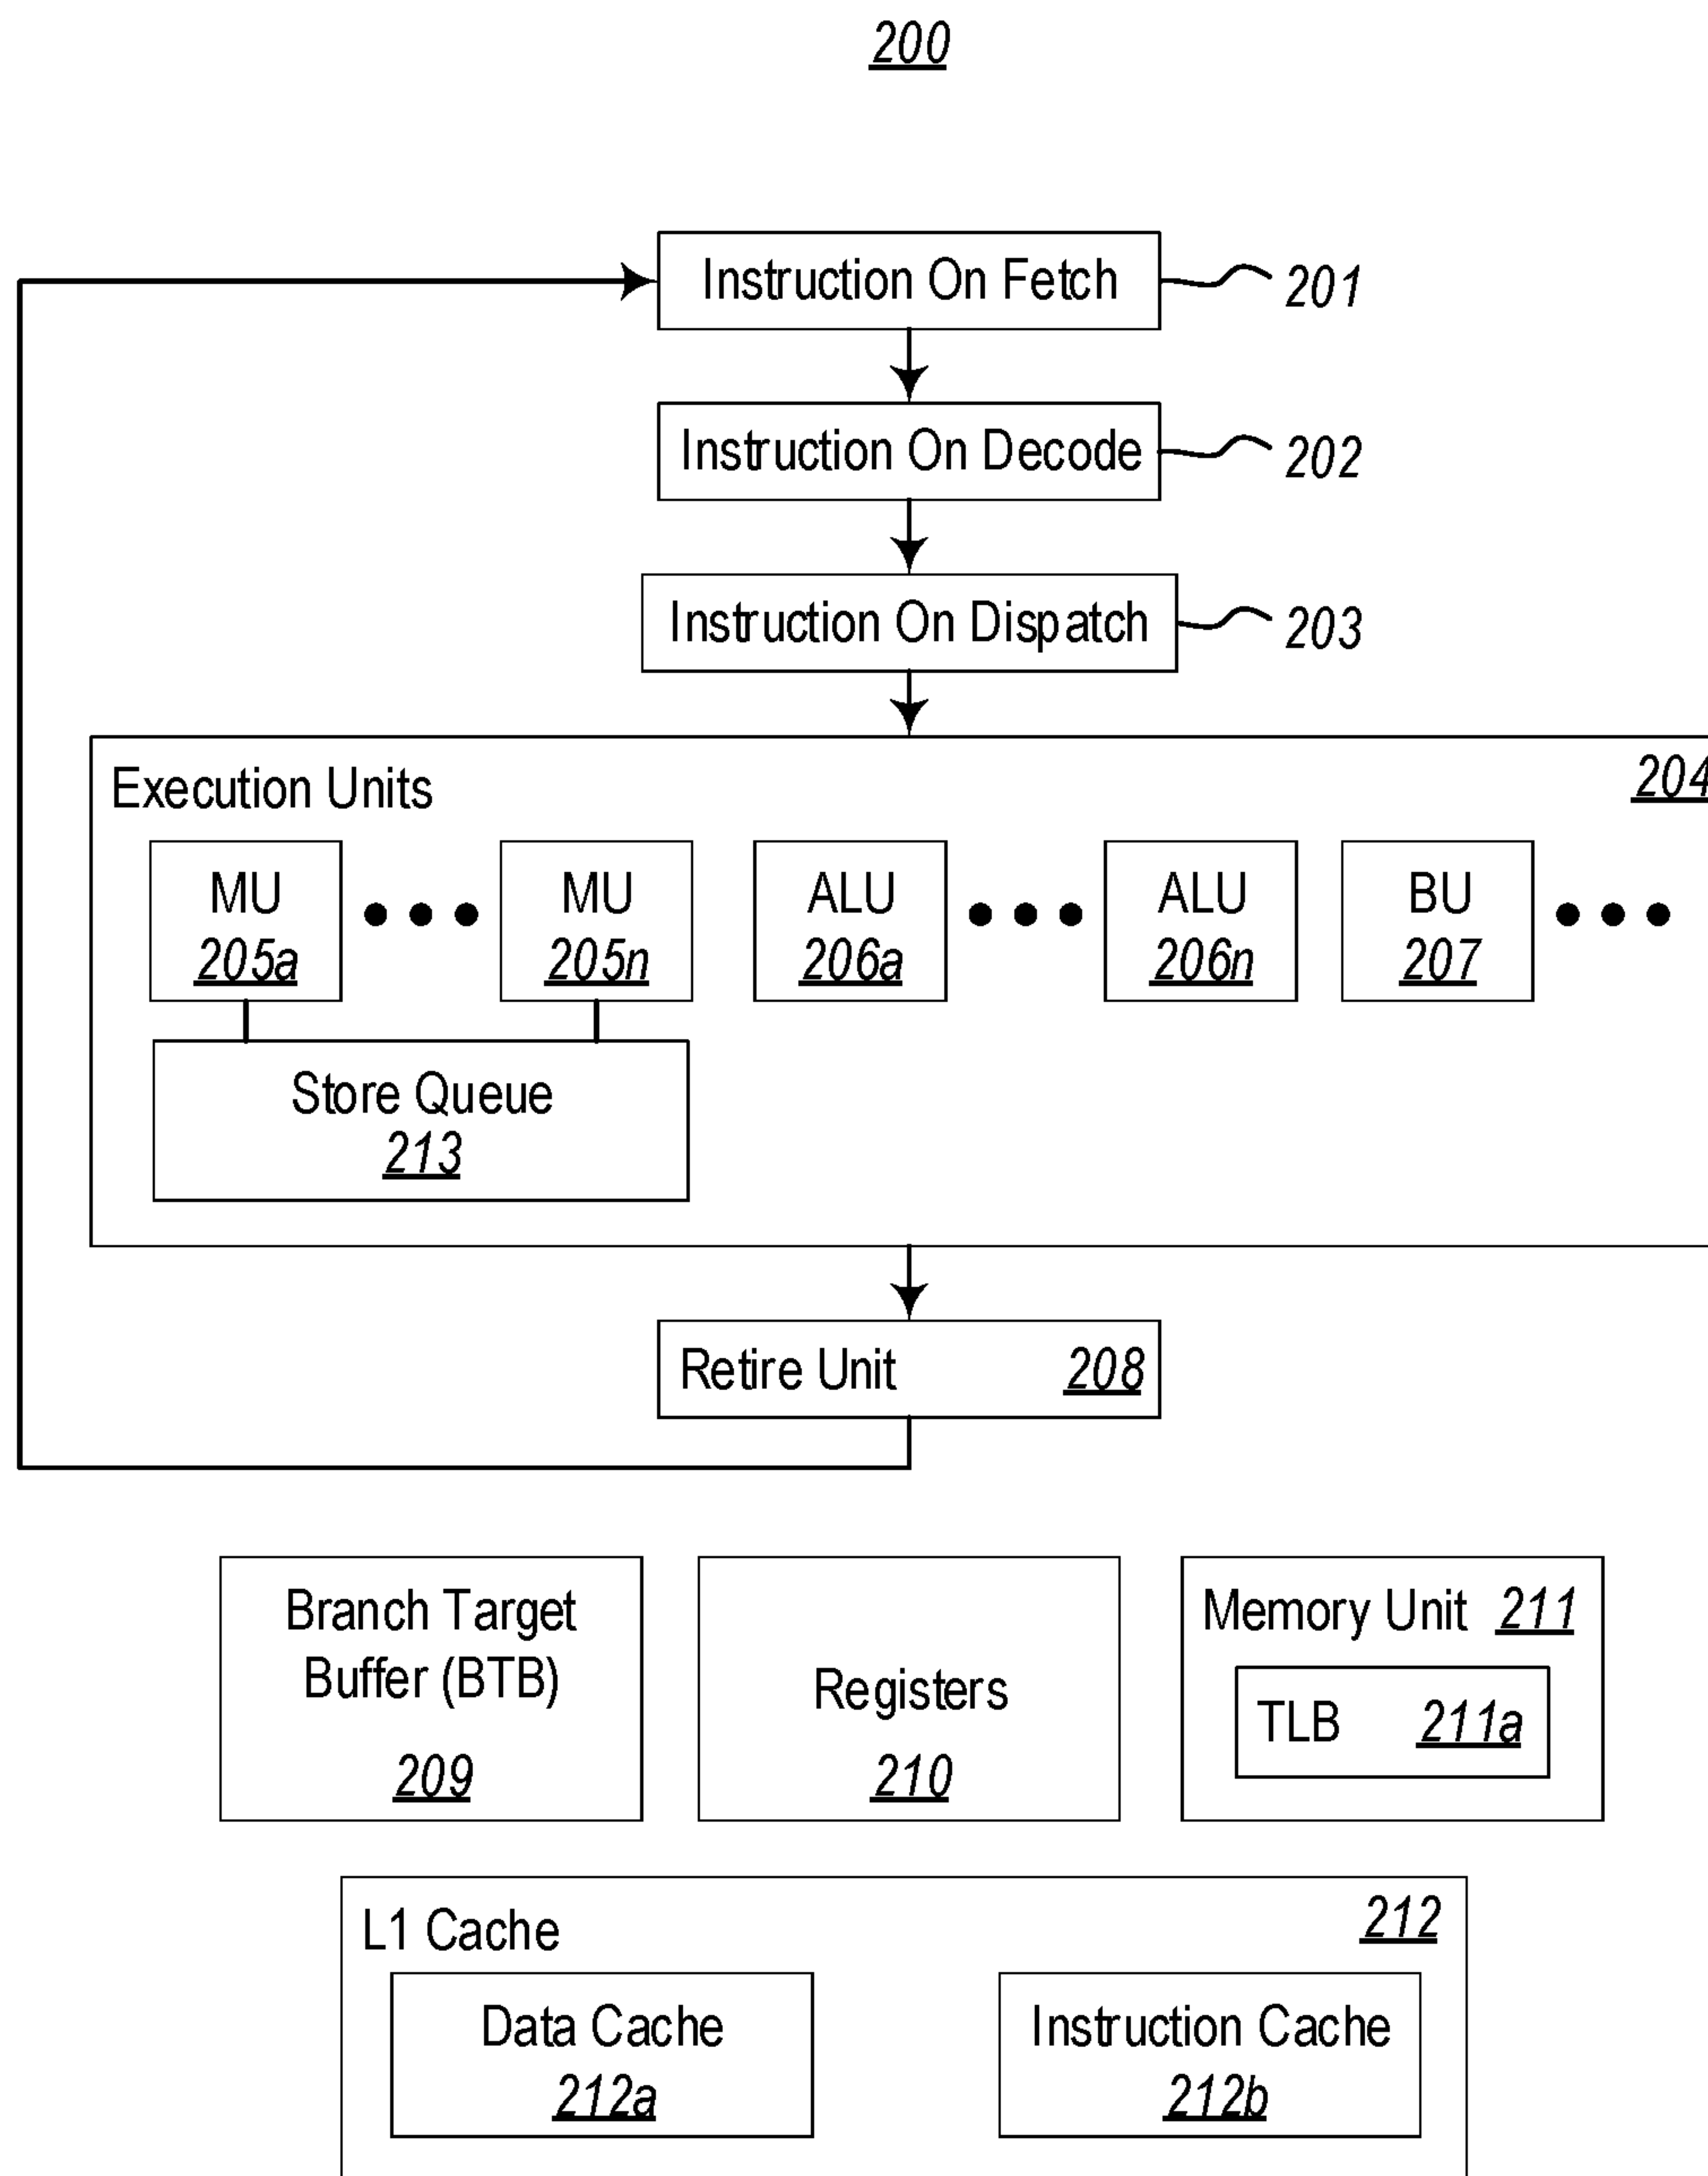 200
Instruction On Fetch
201
Instruction On Decode
202
Instruction On Dispatch
203
Execution Units
204
MU
205a
MU
205n
ALU
206a
ALU
206n
BU
207
Store Queue
213
Retire Unit
208
Branch Target
Buffer (BTB)
209
Registers
210
Memory Unit
211
TLB
211a
L1 Cache
212
Data Cache
212a
Instruction Cache
212b